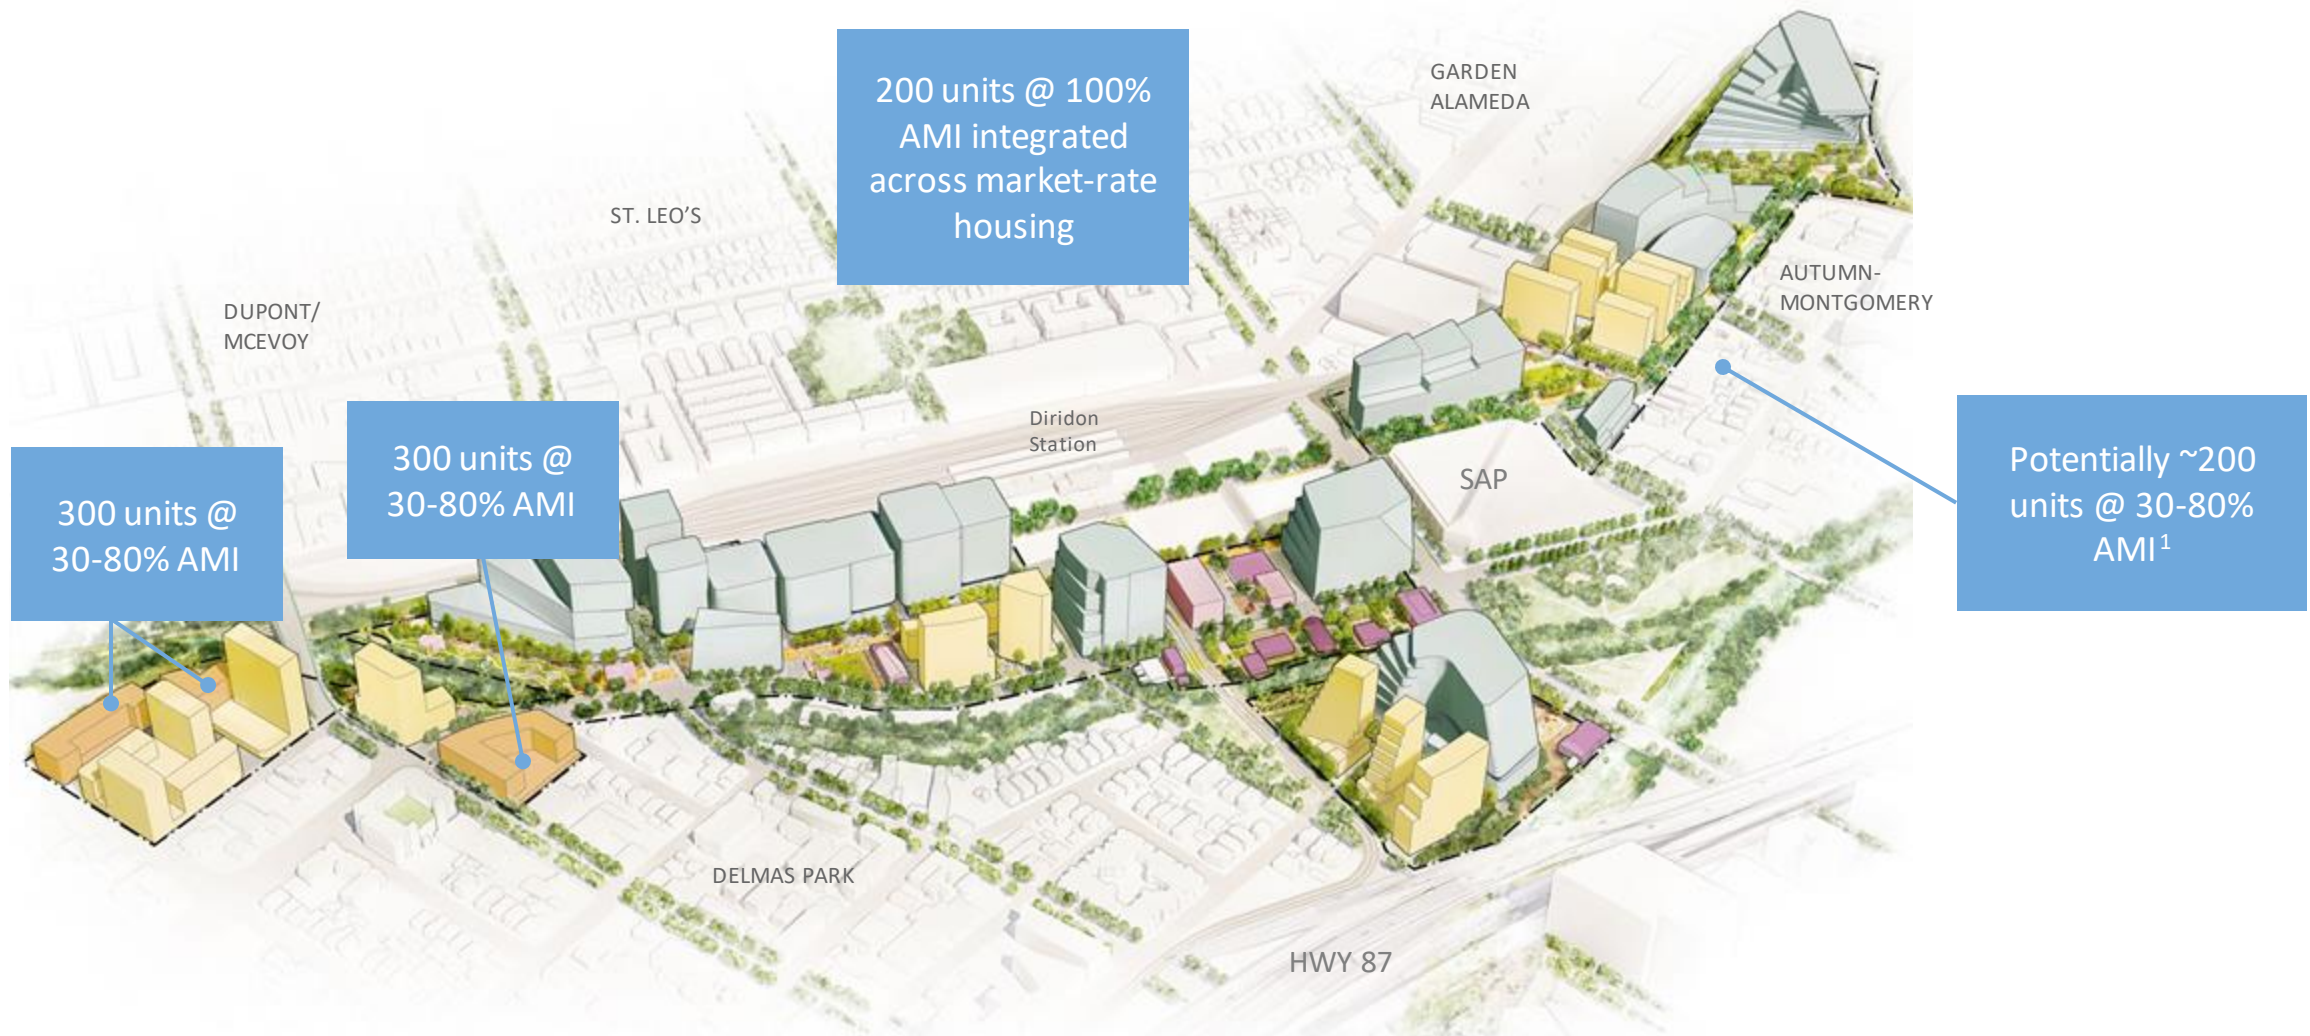 200 units @ 100%
AMI integrated
across market-rate
housing
GARDEN
ALAMEDA
ST. LEO’S
AUTUMN-
MONTGOMERY
DUPONT/
MCEVOY
Diridon
Station
SAP
300 units @
30-80% AMI
300 units @
30-80% AMI
Potentially ~200
units @ 30-80%
AMI¹
DELMAS PARK
HWY 87